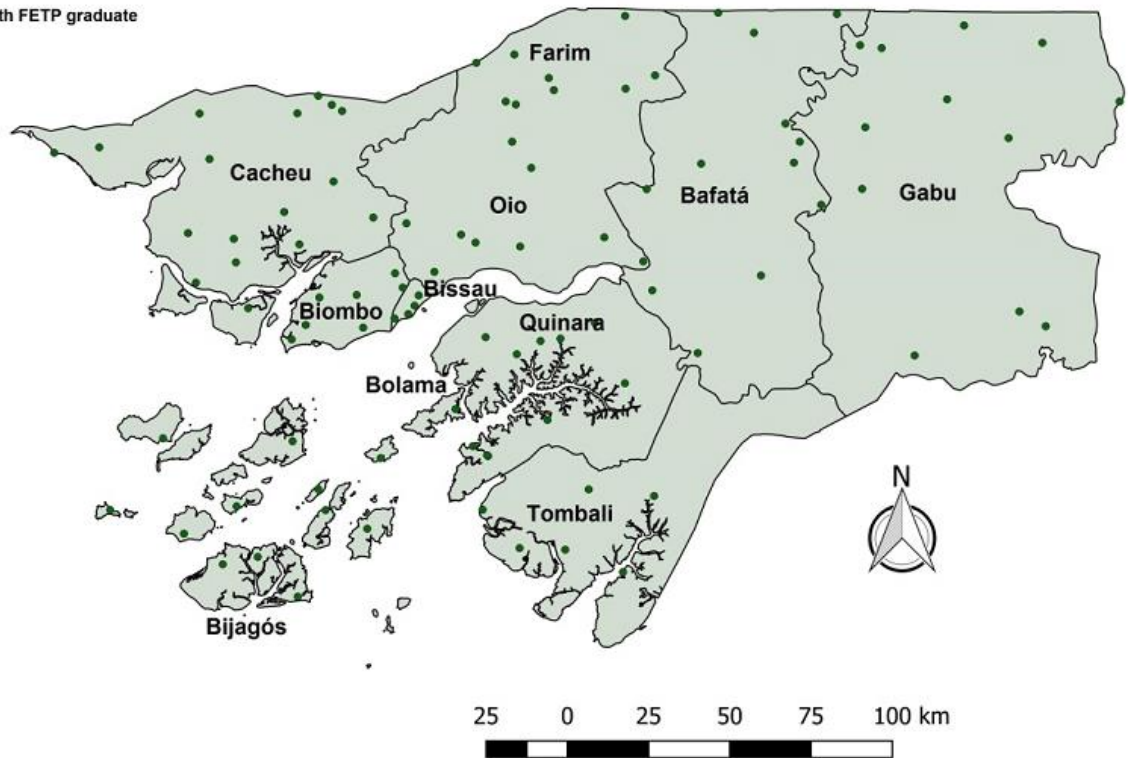 th FETP graduate
Farim
Cacheu
Oio
Bafatá
Gabu
Bissau
Biombo
Quinara
Bolama
Tombali
Bijagós
N
25 0 25 50 75 100 km